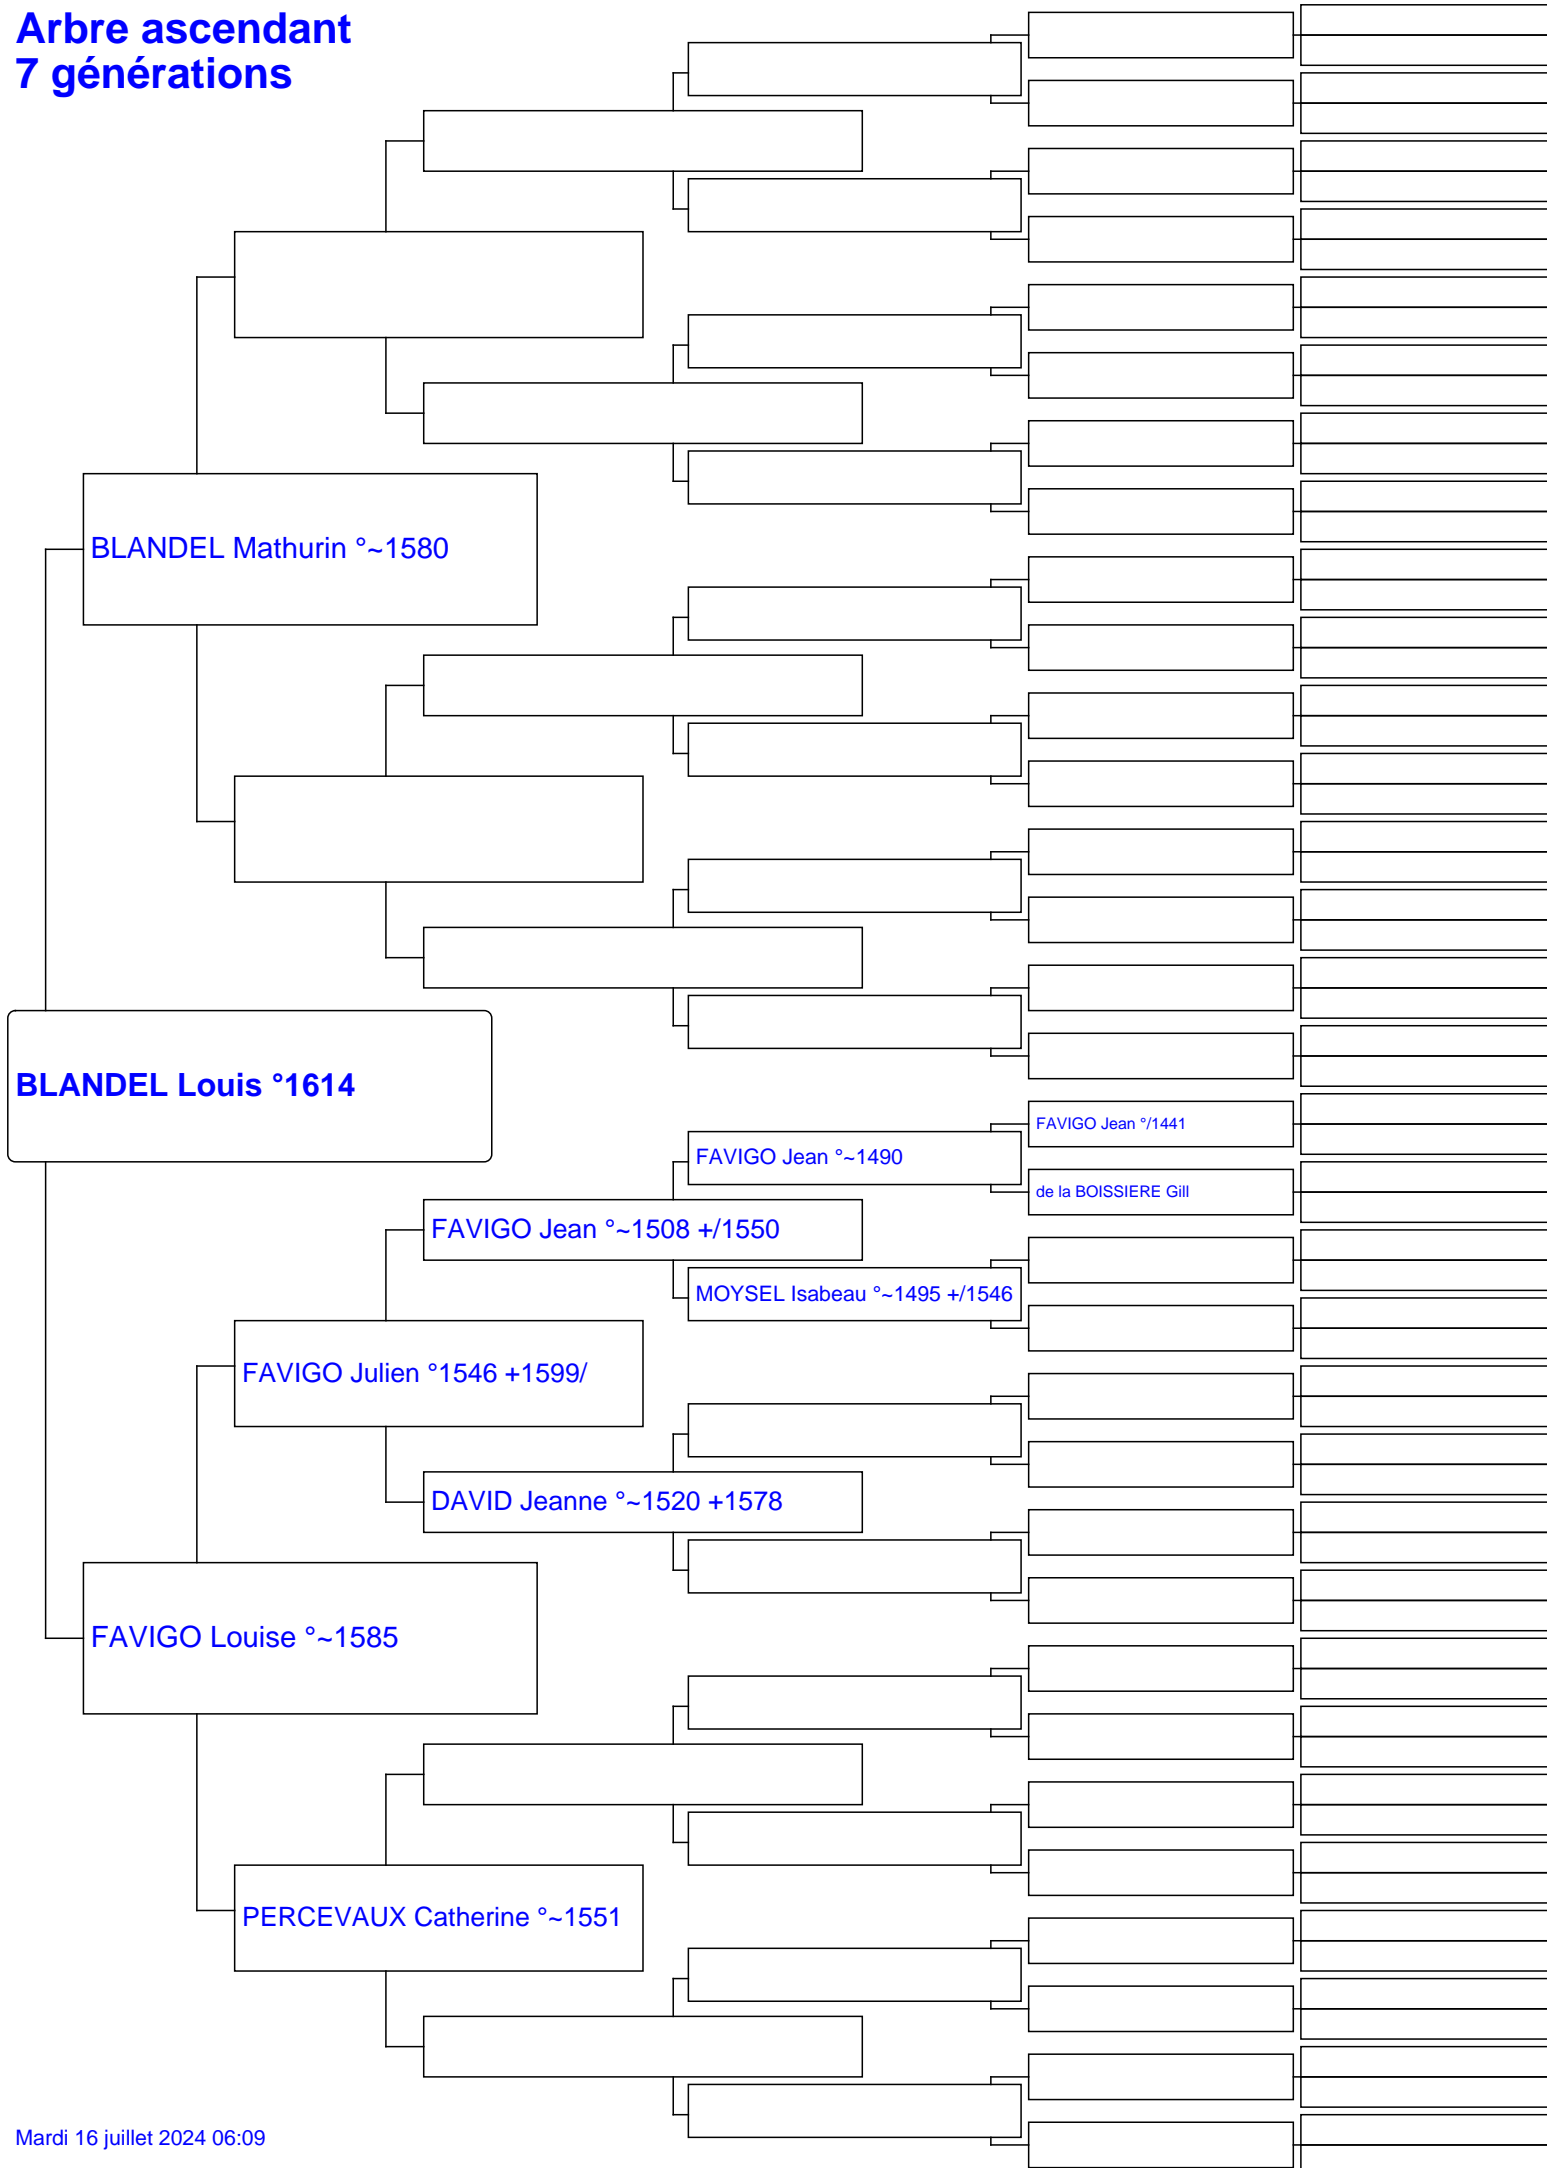 Arbre ascendant
7 générations
BLANDEL Mathurin °~1580
BLANDEL Louis °1614
FAVIGO Jean °/1441
FAVIGO Jean °~1490
de la BOISSIERE Gill
FAVIGO Jean °~1508 +/1550
MOYSEL Isabeau °~1495 +/1546
FAVIGO Julien °1546 +1599/
DAVID Jeanne °~1520 +1578
FAVIGO Louise °~1585
PERCEVAUX Catherine °~1551
Mardi 16 juillet 2024 06:09